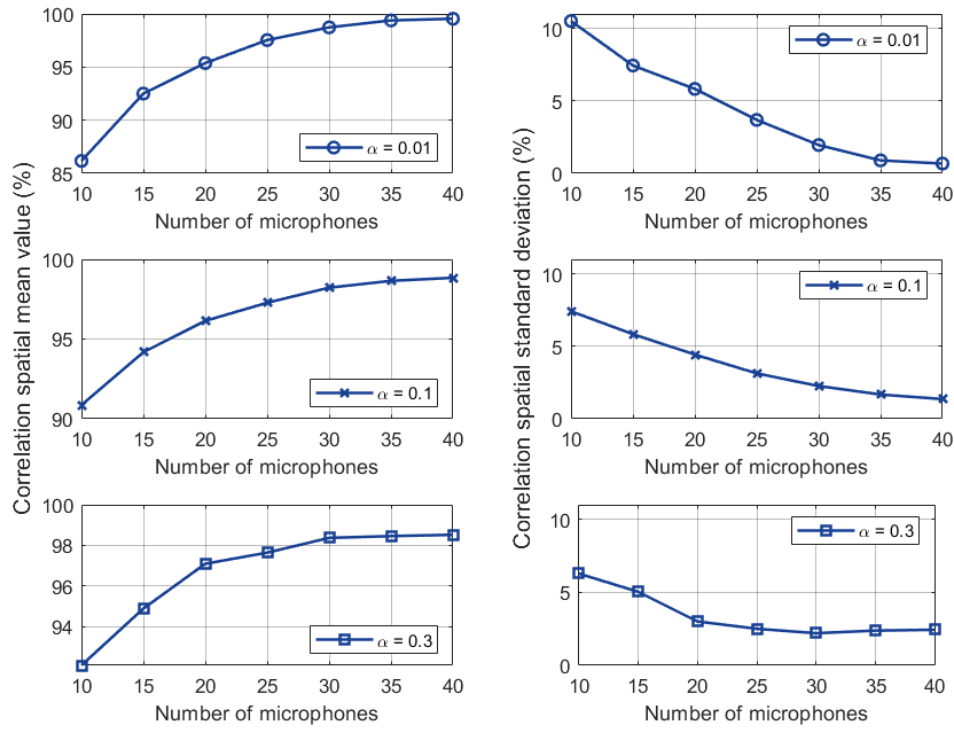 Correlation spatial mean value (%)
100
95
90
85
α = 0.01
10 15 20 25 30 35 40
Number of microphones
100
95
90
α = 0.1
10 15 20 25 30 35 40
Number of microphones
100
98
96
94
α = 0.3
10 15 20 25 30 35 40
Number of microphones
Correlation spatial standard deviation (%)
10
5
0
α = 0.01
10 15 20 25 30 35 40
Number of microphones
10
5
0
α = 0.1
10 15 20 25 30 35 40
Number of microphones
10
5
0
α = 0.3
10 15 20 25 30 35 40
Number of microphones